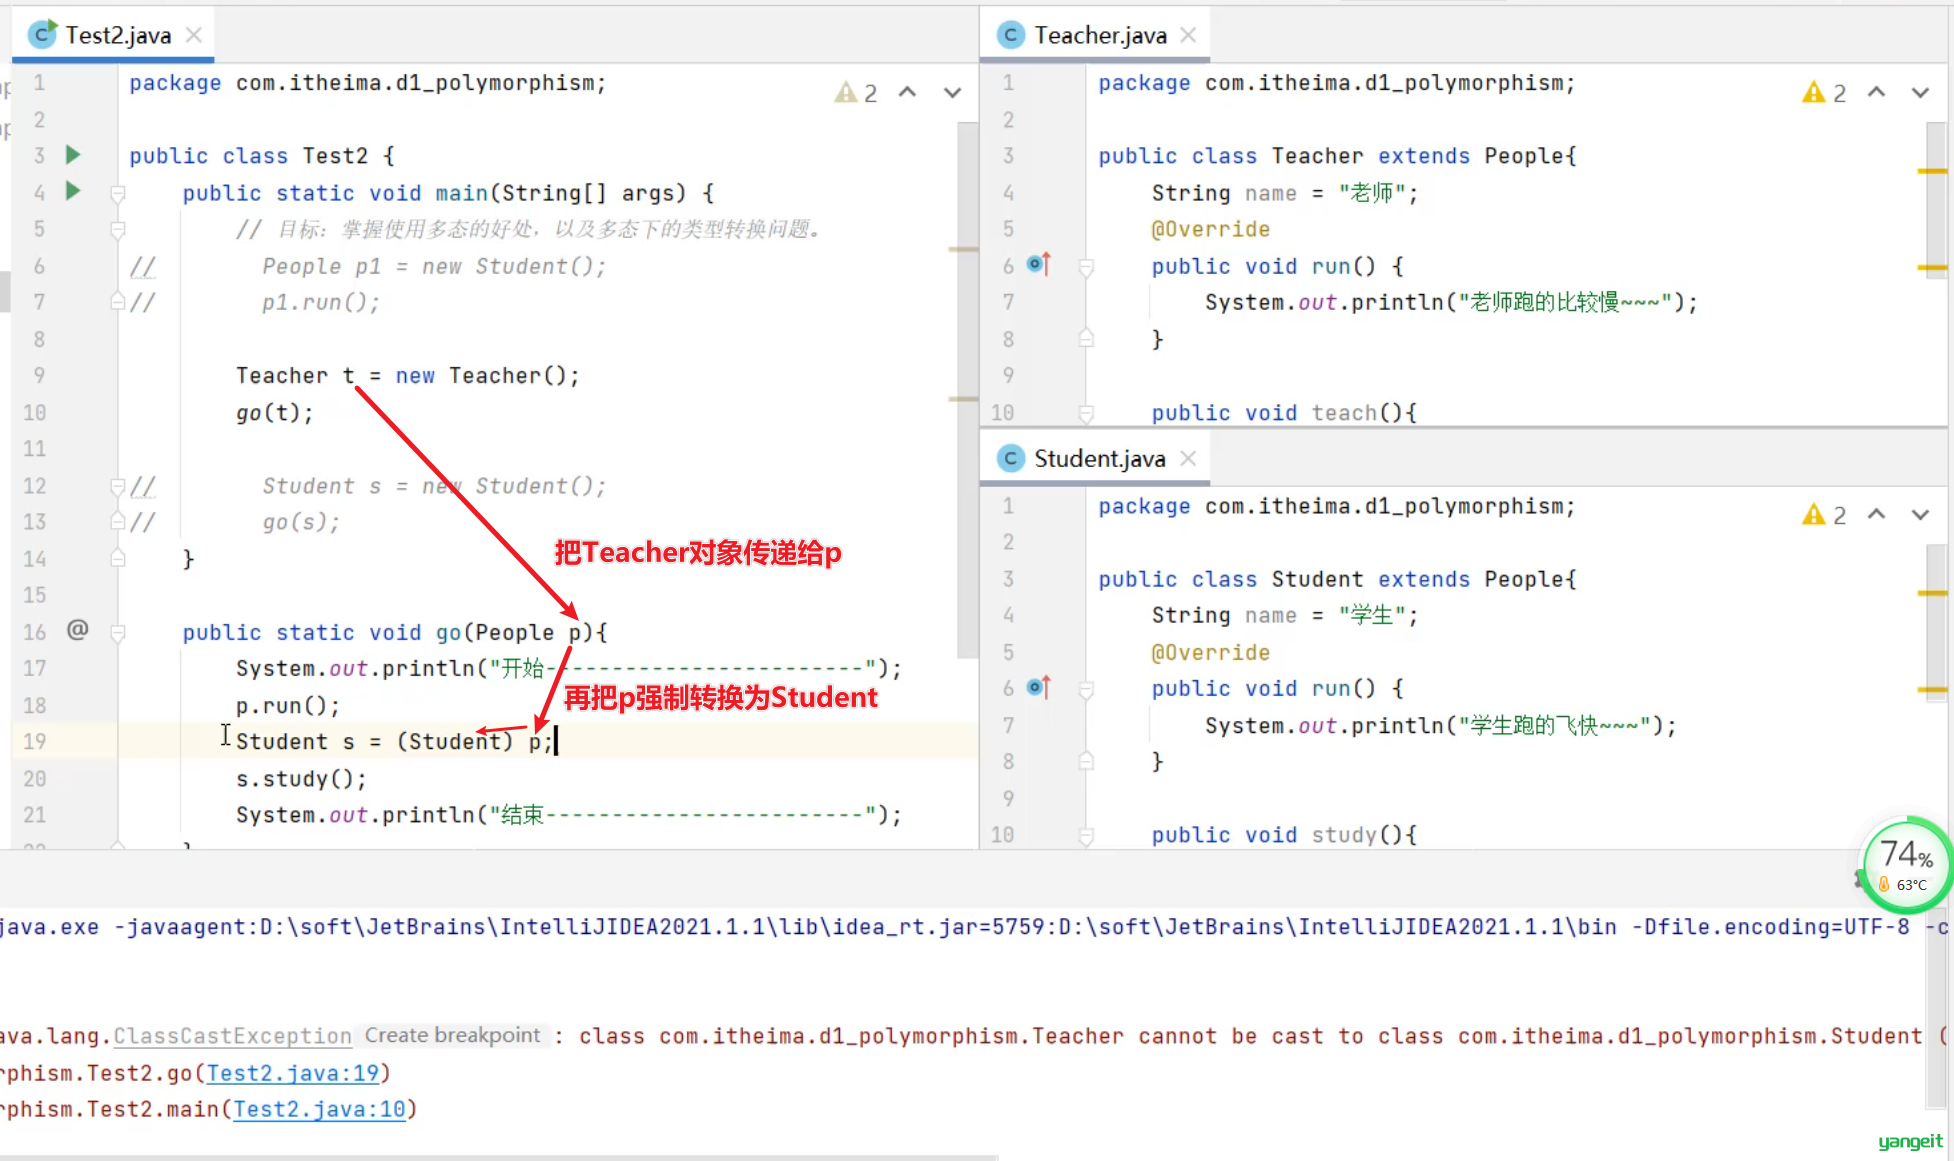 Test2.java
1 package com.itheima.d1_polymorphism;
2
3 public class Test2 {
4 public static void main(String[] args) {
5 // 目标: 掌握使用多态的好处, 以及多态下的类型转换问题。
6 // People p1 = new Student();
7 // p1.run();
8
9 Teacher t = new Teacher();
10 go(t);
11
12 // Student s = new Student();
13 // go(s);
14 }
把Teacher对象传递给p
15
16 @ public static void go(People p){
17 System.out.println("开始------------------------");
再把p强制转换为Student
18 p.run();
19 Student s = (Student) p;
20 s.study();
21 System.out.println("结束------------------------");
2
Teacher.java
1 package com.itheima.d1_polymorphism;
2
3 public class Teacher extends People{
4 String name = "老师";
5 @Override
6 public void run() {
7 System.out.println("老师跑的比较慢~~~");
8 }
9
10 public void teach(){
2
Student.java
1 package com.itheima.d1_polymorphism;
2
3 public class Student extends People{
4 String name = "学生";
5 @Override
6 public void run() {
7 System.out.println("学生跑的飞快~~~");
8 }
9
10 public void study(){
2
74%
63°C
java.exe -javaagent:D:\soft\JetBrains\IntelliJIDEA2021.1.1\lib\idea_rt.jar=5759:D:\soft\JetBrains\IntelliJIDEA2021.1.1\bin -Dfile.encoding=UTF-8 -c
ava.lang.ClassCastException Create breakpoint : class com.itheima.d1_polymorphism.Teacher cannot be cast to class com.itheima.d1_polymorphism.Student (
rphism.Test2.go(Test2.java:19)
rphism.Test2.main(Test2.java:10)
yangeit